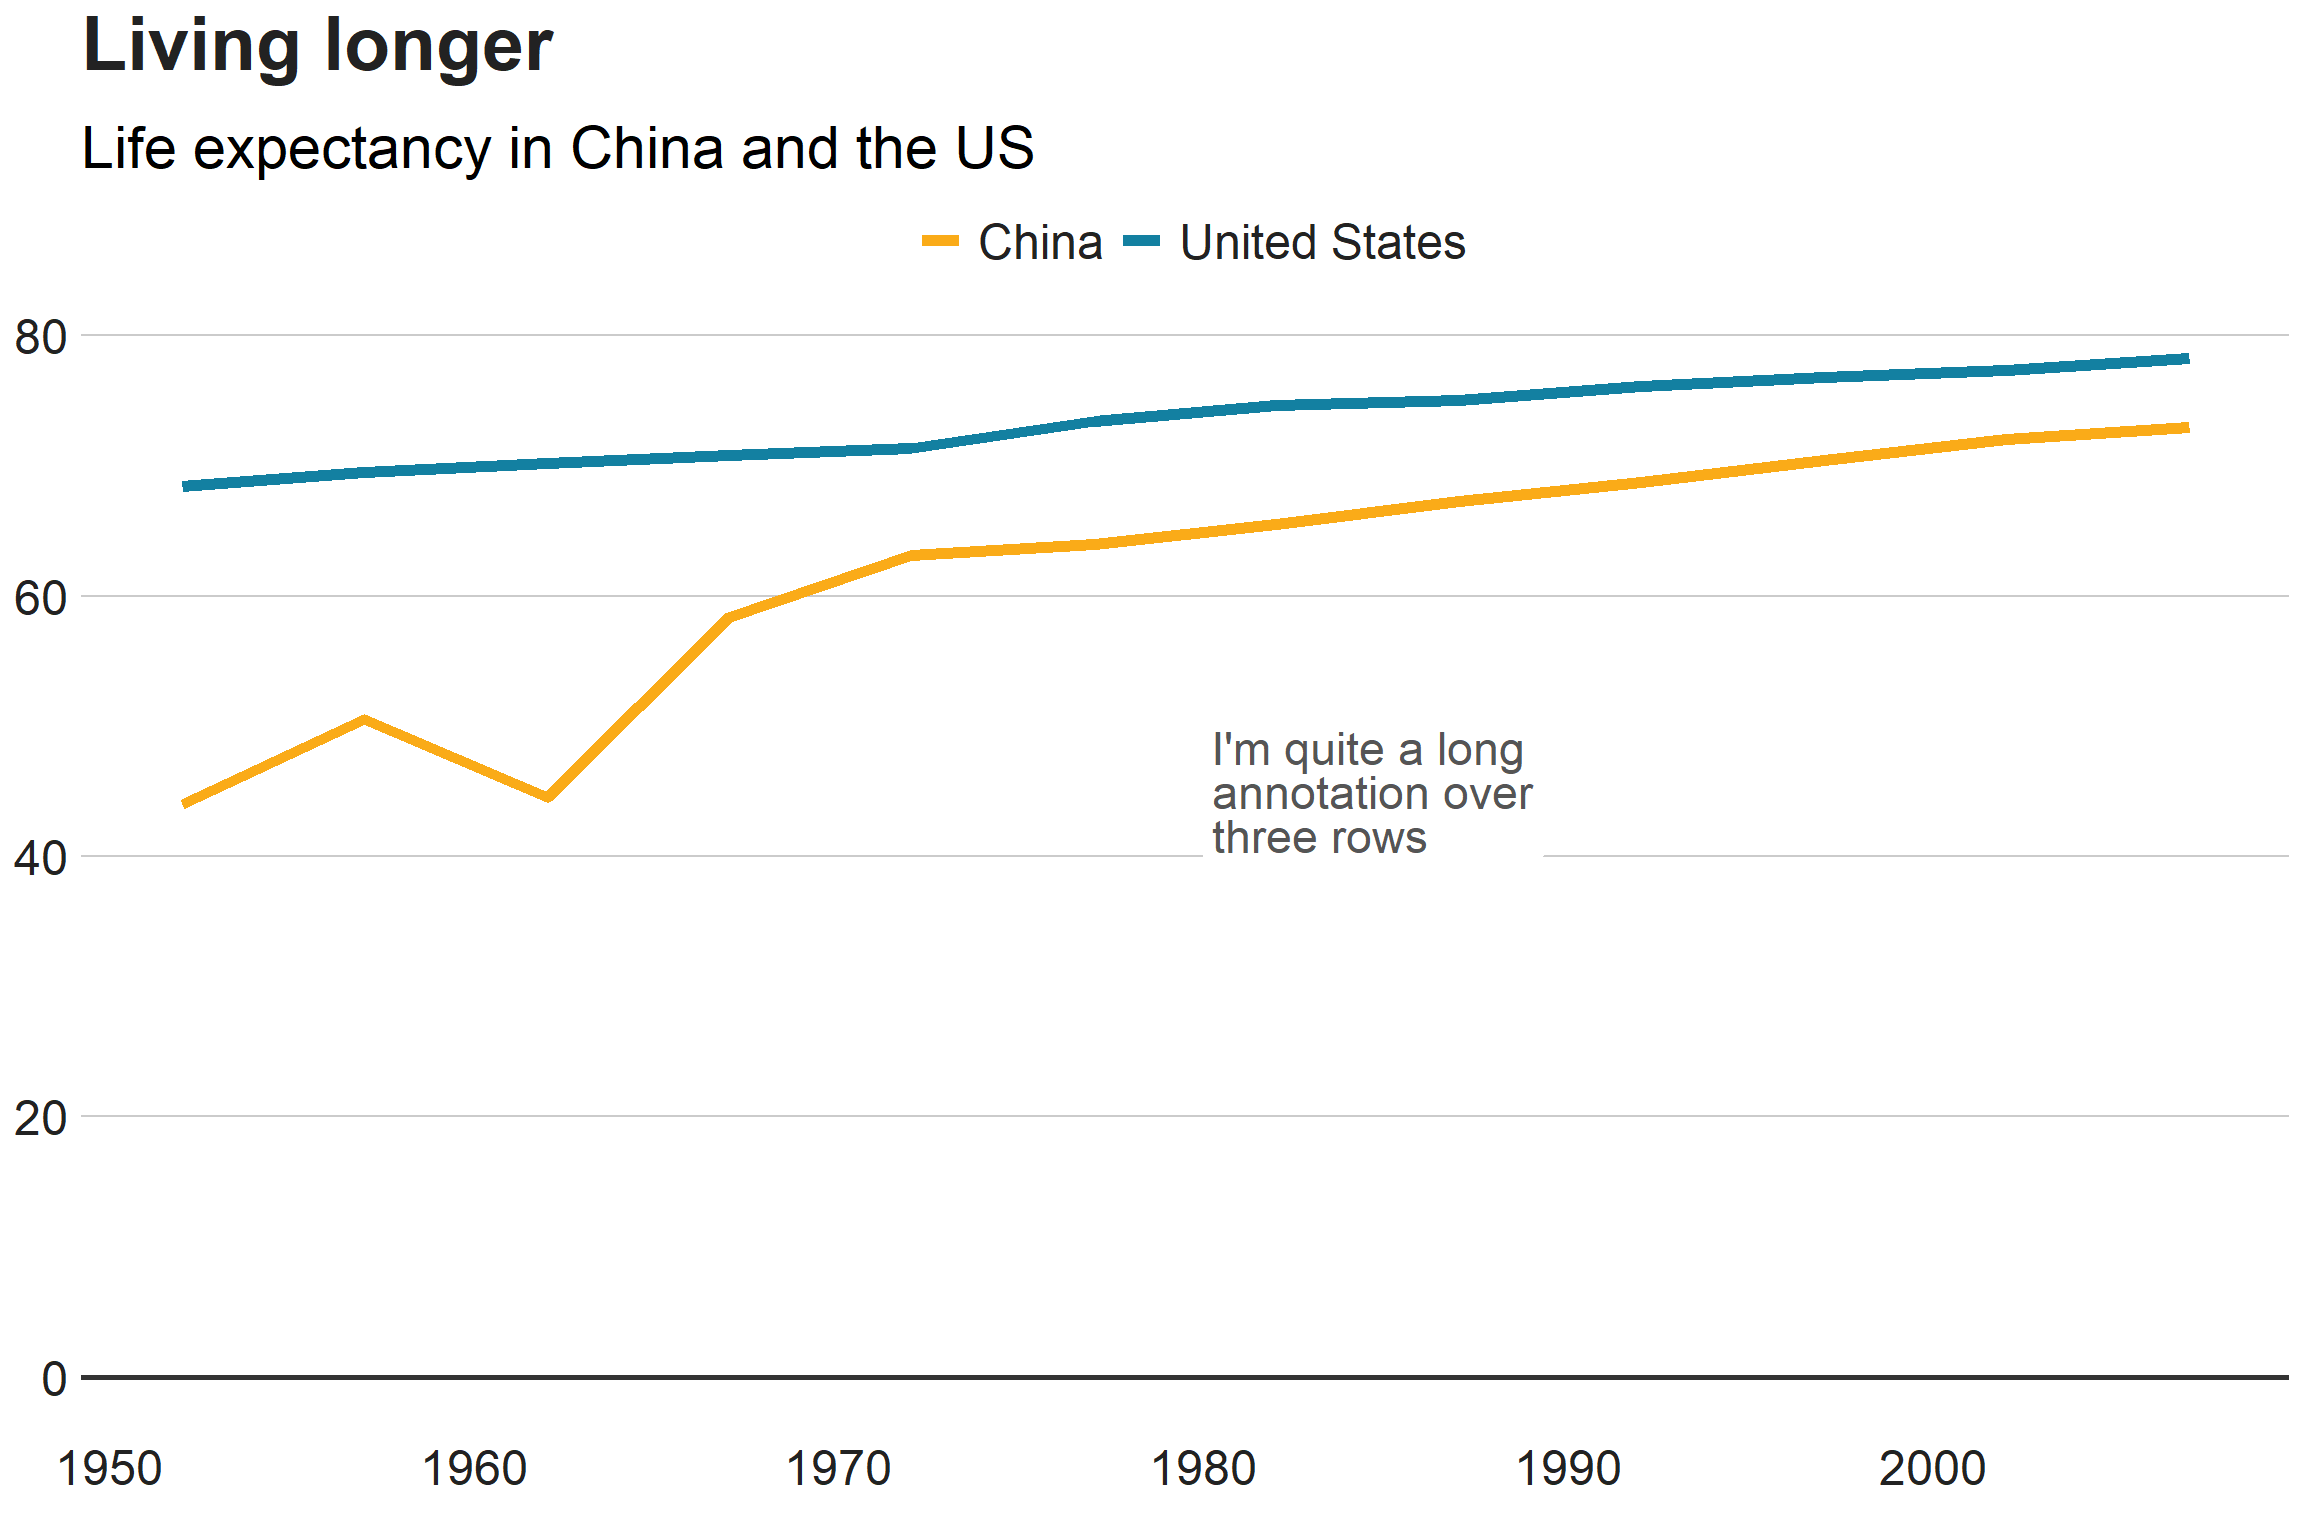 Living longer
Life expectancy in China and the US
China United States
80
60
I'm quite a long
annotation over
three rows
40
20
0
1950 1960 1970 1980 1990 2000